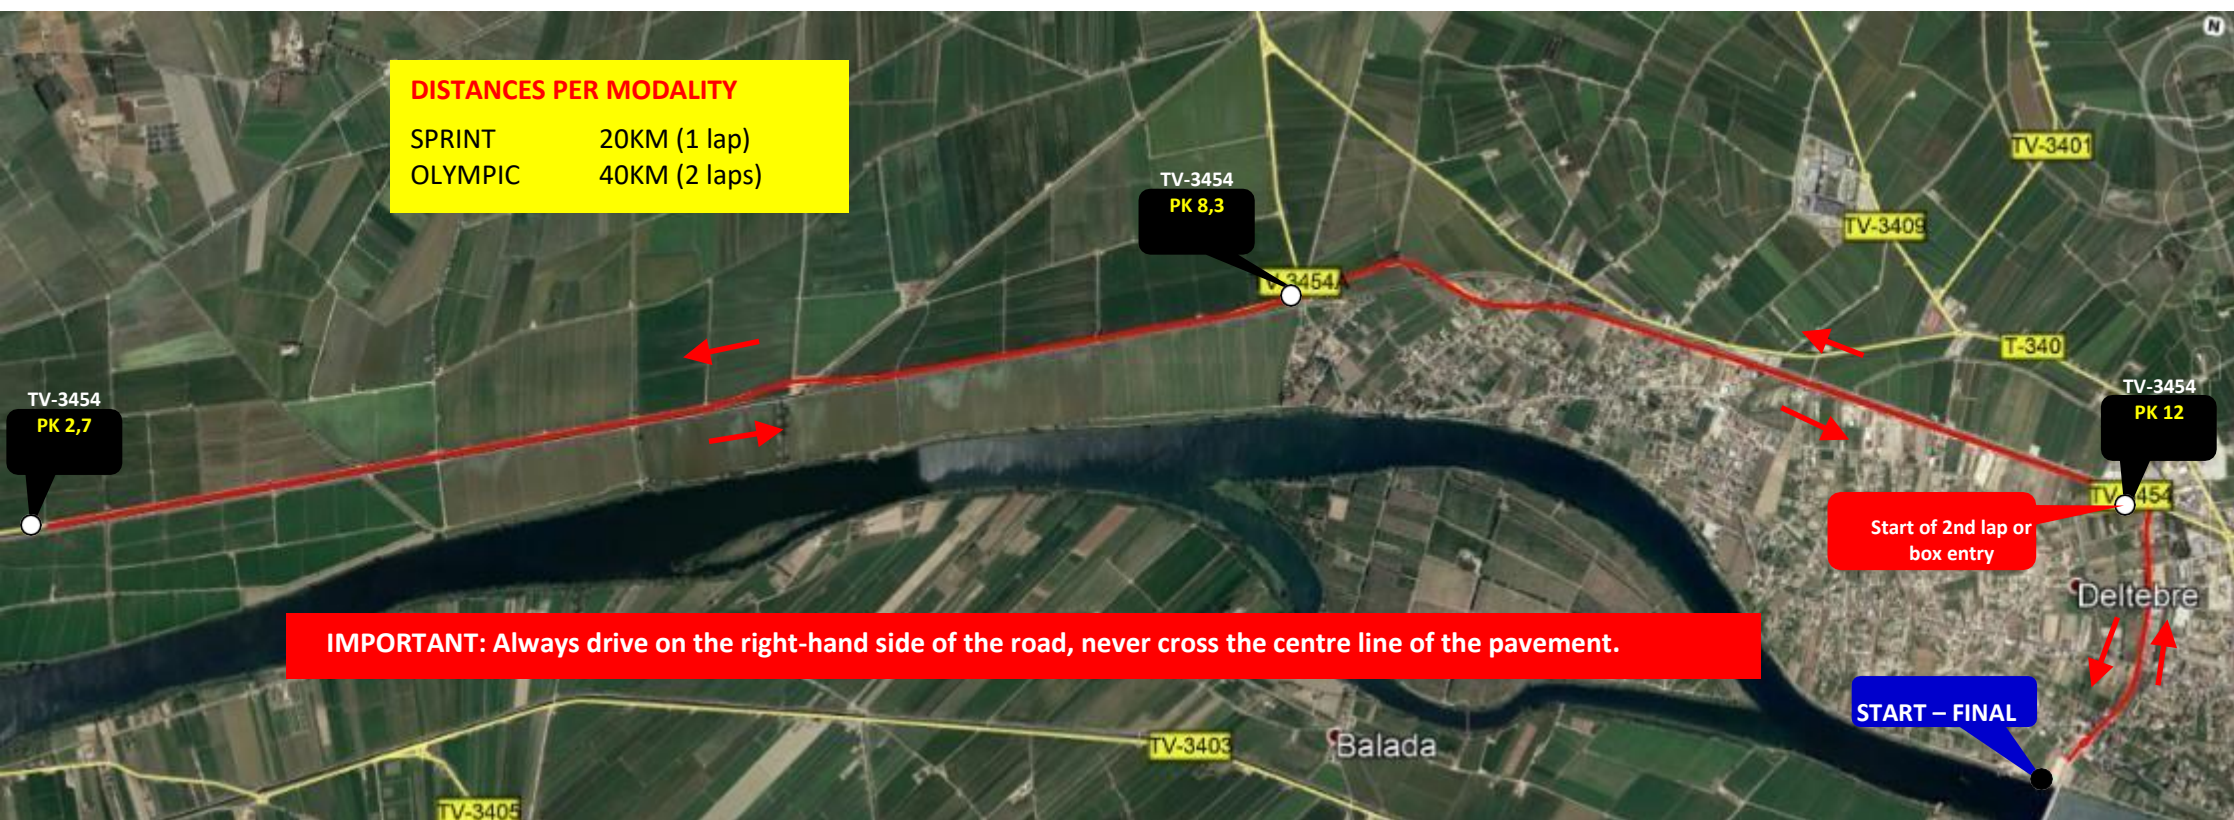 N
DISTANCES PER MODALITY
SPRINT 20KM (1 lap)
OLYMPIC 40KM (2 laps)
TV-3401
TV-3454
PK 8,3
TV-3409
V-3454A
T-340
TV-3454
PK 2,7
TV-3454
PK 12
TV-3454
Start of 2nd lap or
box entry
Deltebre
IMPORTANT: Always drive on the right-hand side of the road, never cross the centre line of the pavement.
START – FINAL
TV-3403
Balada
TV-3405